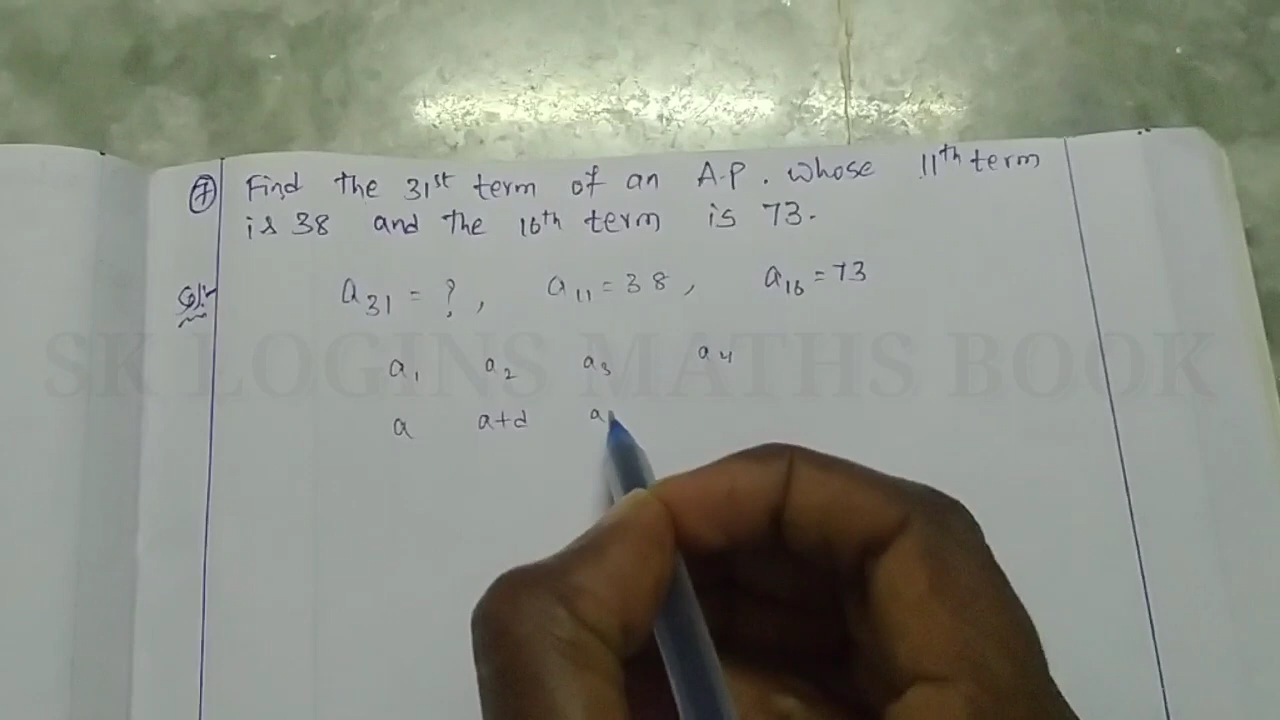 7 Find the 31st term of an A.P. whose 11th term
is 38 and the 16th term is 73.
Sol:- a31 = ?, a11 = 38, a16 = 73
SK LOGINS MATHS BOOK
a1 a2 a3 a4
a a+d a